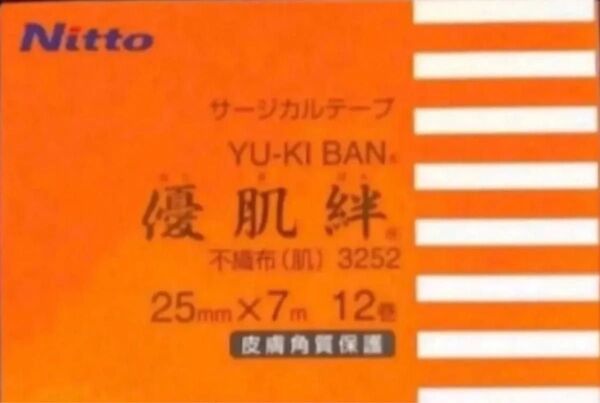 Nitto
サージカルテープ
YU-KI BAN®
優肌絆
不織布(肌) 3252
25mm×7m 12巻
皮膚角質保護